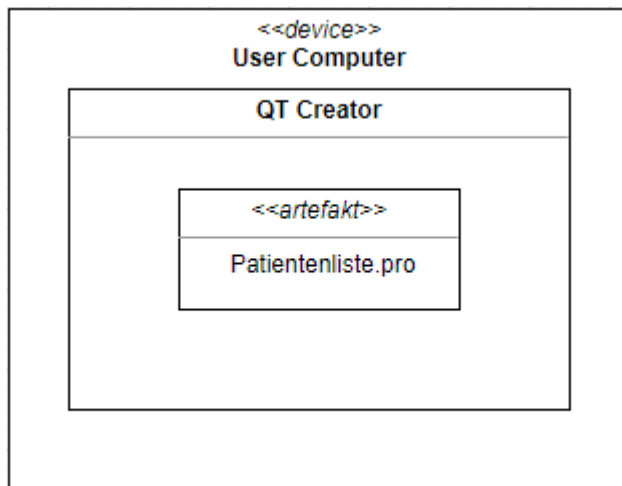 <<device>>
User Computer
QT Creator
<<artefakt>>
Patientenliste.pro